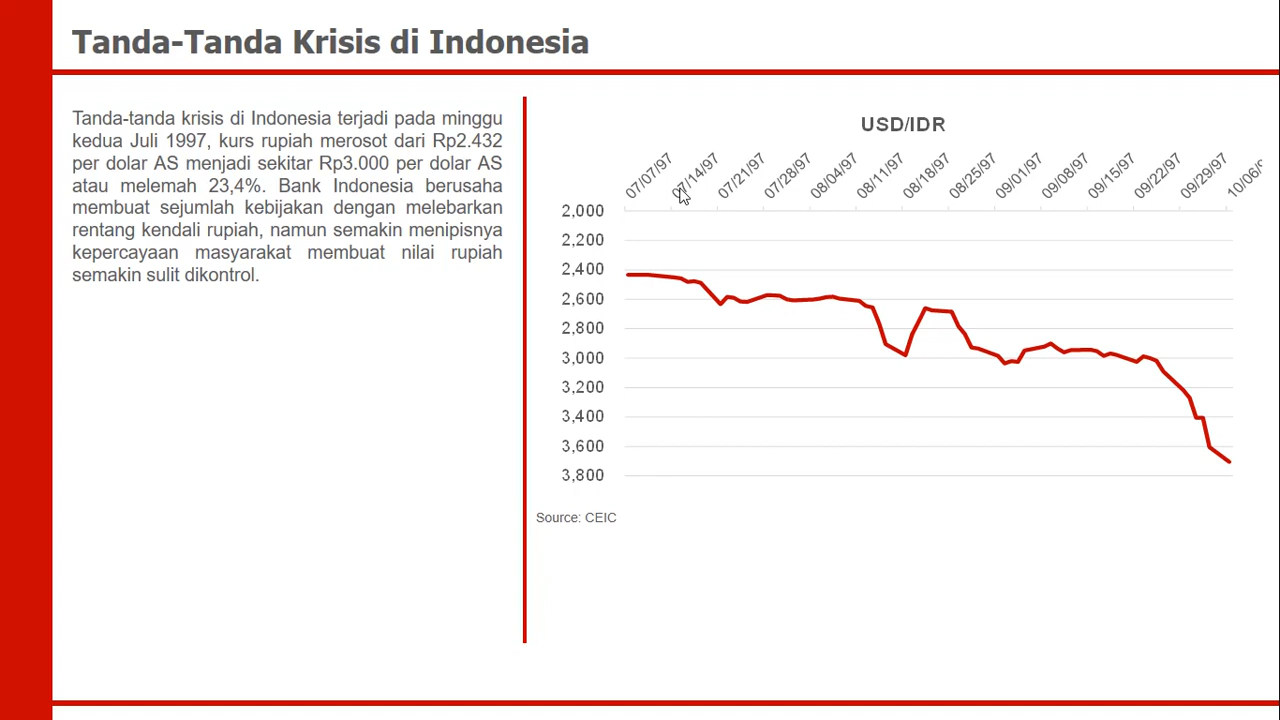 Tanda-Tanda Krisis di Indonesia
Tanda-tanda krisis di Indonesia terjadi pada minggu
kedua Juli 1997, kurs rupiah merosot dari Rp2.432
per dolar AS menjadi sekitar Rp3.000 per dolar AS
atau melemah 23,4%. Bank Indonesia berusaha
membuat sejumlah kebijakan dengan melebarkan
rentang kendali rupiah, namun semakin menipisnya
kepercayaan masyarakat membuat nilai rupiah
semakin sulit dikontrol.
USD/IDR
07/07/97
07/14/97
07/21/97
07/28/97
08/04/97
08/11/97
08/18/97
08/25/97
09/01/97
09/08/97
09/15/97
09/22/97
09/29/97
10/06/
2,000
2,200
2,400
2,600
2,800
3,000
3,200
3,400
3,600
3,800
Source: CEIC